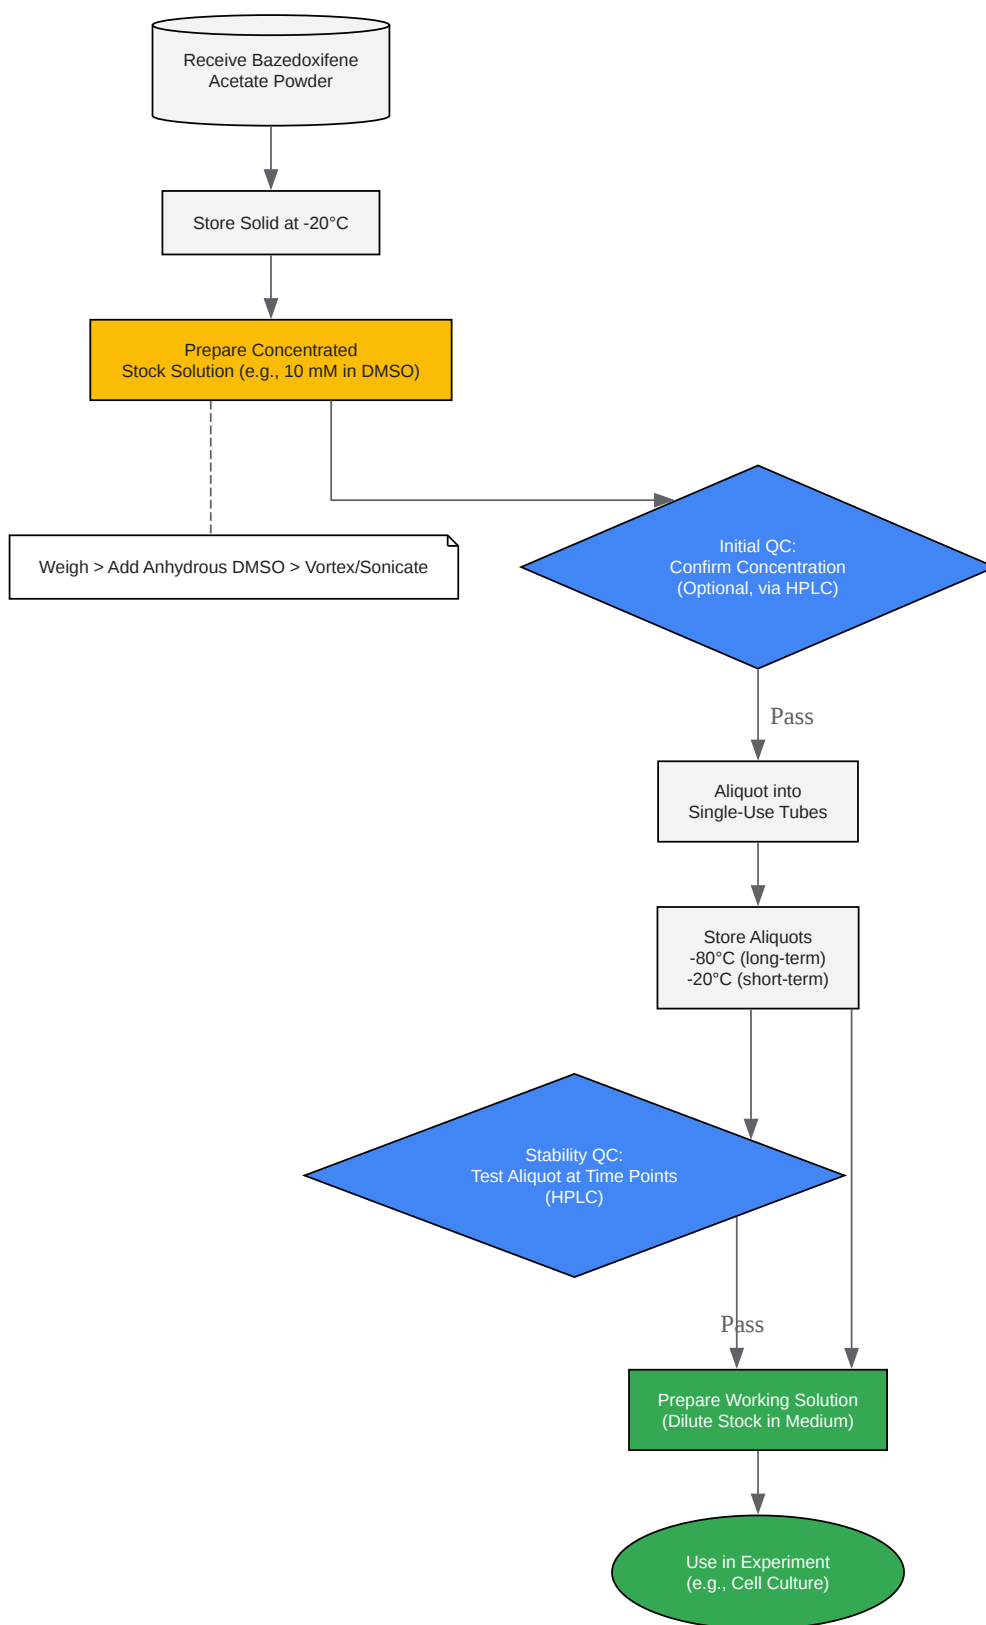 Receive Bazedoxifene
Acetate Powder
Store Solid at -20°C
Prepare Concentrated
Stock Solution (e.g., 10 mM in DMSO)
Weigh > Add Anhydrous DMSO > Vortex/Sonicate
Initial QC:
Confirm Concentration
(Optional, via HPLC)
Pass
Aliquot into
Single-Use Tubes
Store Aliquots
-80°C (long-term)
-20°C (short-term)
Stability QC:
Test Aliquot at Time Points
(HPLC)
Pass
Prepare Working Solution
(Dilute Stock in Medium)
Use in Experiment
(e.g., Cell Culture)